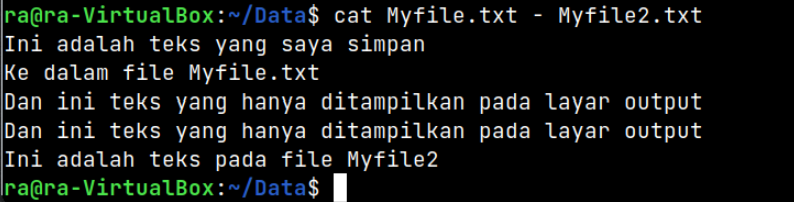 ra@ra-VirtualBox:~/Data$ cat Myfile.txt - Myfile2.txt
Ini adalah teks yang saya simpan
Ke dalam file Myfile.txt
Dan ini teks yang hanya ditampilkan pada layar output
Dan ini teks yang hanya ditampilkan pada layar output
Ini adalah teks pada file Myfile2
ra@ra-VirtualBox:~/Data$